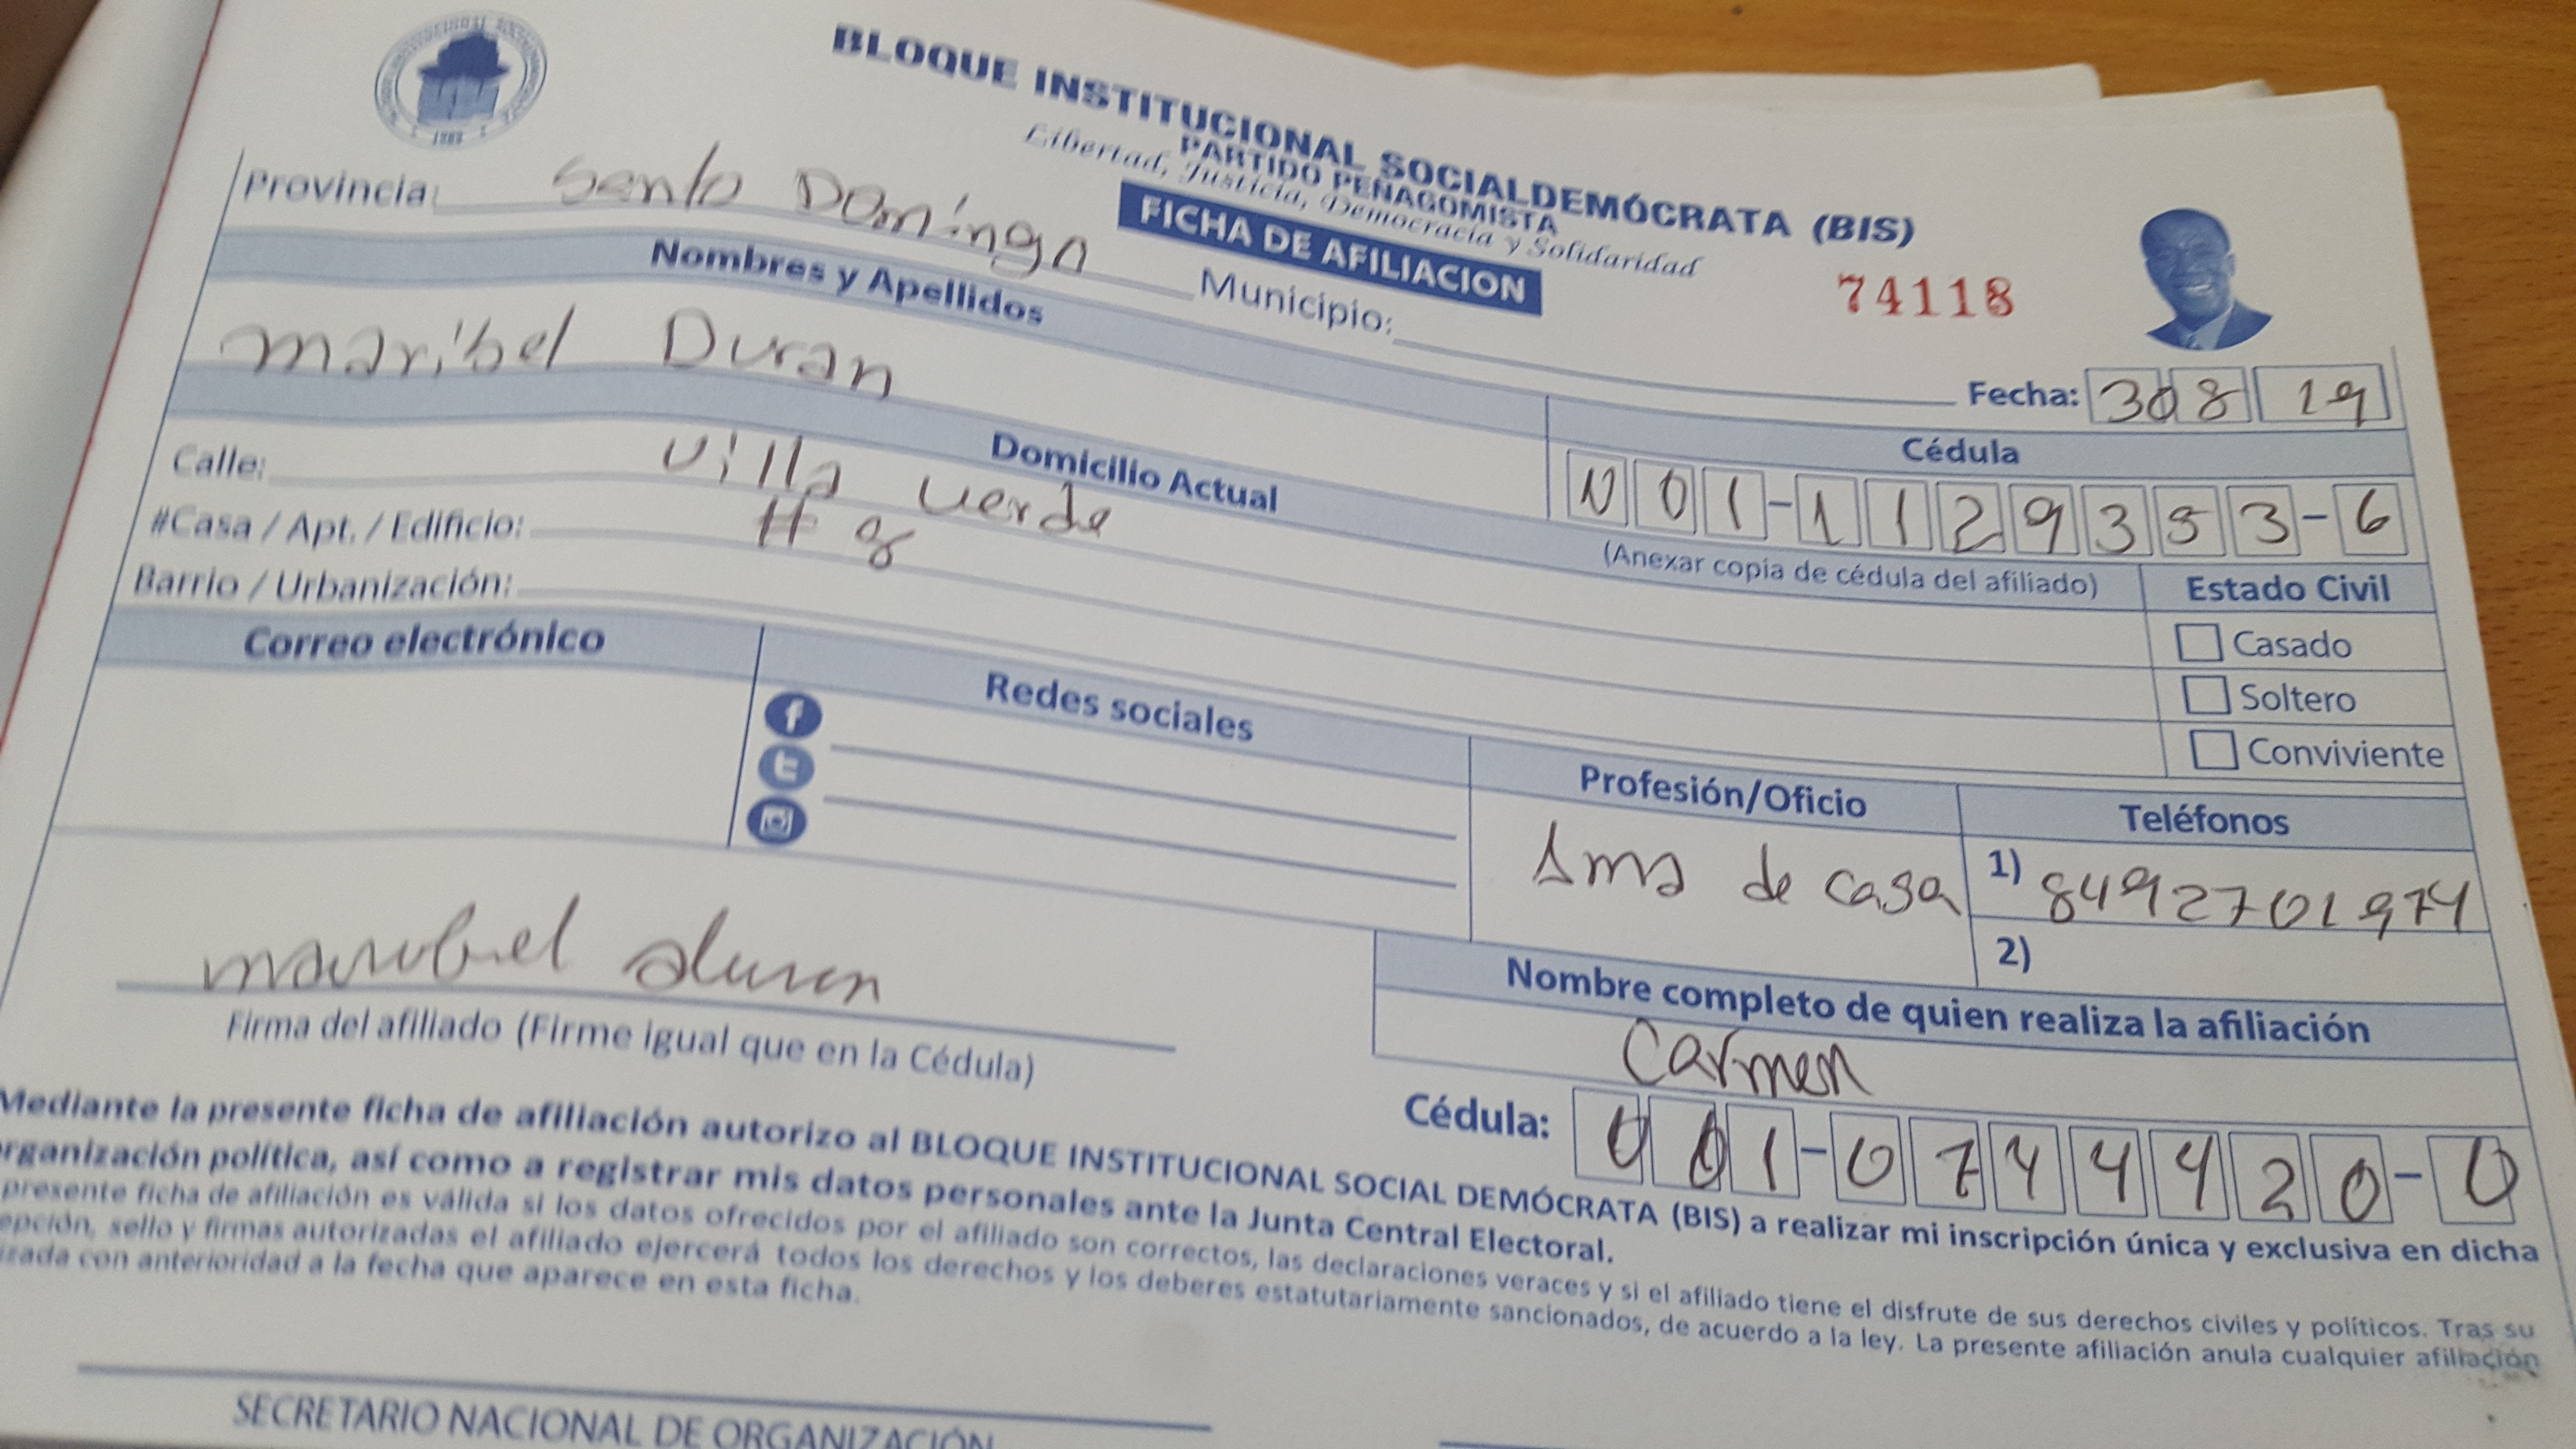 BLOQUE INSTITUCIONAL SOCIALDEMÓCRATA (BIS)
PARTIDO PEÑAGOMISTA
Libertad, Justicia, Democracia y Solidaridad
FICHA DE AFILIACION
74118
1989
Provincia: Santo Domingo Municipio:
Fecha: 30 8 19
Nombres y Apellidos
Cédula
Maribel Duran
001-1129353-6
(Anexar copia de cédula del afiliado)
Domicilio Actual
Estado Civil
Calle: Villa Verde
#Casa / Apt. / Edificio: # 8
Barrio / Urbanización:
Casado
Soltero
Conviviente
Correo electrónico
Redes sociales
Profesión/Oficio
Teléfonos
Ama de casa
1) 8492701974
2)
maribel duran
Firma del afiliado (Firme igual que en la Cédula)
Nombre completo de quien realiza la afiliación
Carmen
Cédula: 001-0744420-0
Mediante la presente ficha de afiliación autorizo al BLOQUE INSTITUCIONAL SOCIAL DEMÓCRATA (BIS) a realizar mi inscripción única y exclusiva en dicha
rganización política, así como a registrar mis datos personales ante la Junta Central Electoral.
presente ficha de afiliación es válida si los datos ofrecidos por el afiliado son correctos, las declaraciones veraces y si el afiliado tiene el disfrute de sus derechos civiles y políticos. Tras su
epción, sello y firmas autorizadas el afiliado ejercerá todos los derechos y los deberes estatutariamente sancionados, de acuerdo a la ley. La presente afiliación anula cualquier afiliación
izada con anterioridad a la fecha que aparece en esta ficha.
SECRETARIO NACIONAL DE ORGANIZACIÓN